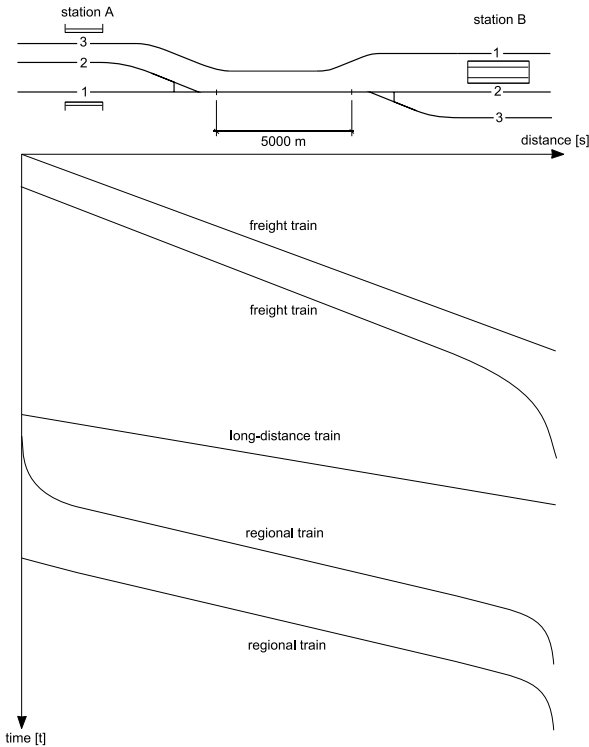 station A
station B
3
1
2
1
2
3
5000 m
distance [s]
freight train
freight train
long-distance train
regional train
regional train
time [t]